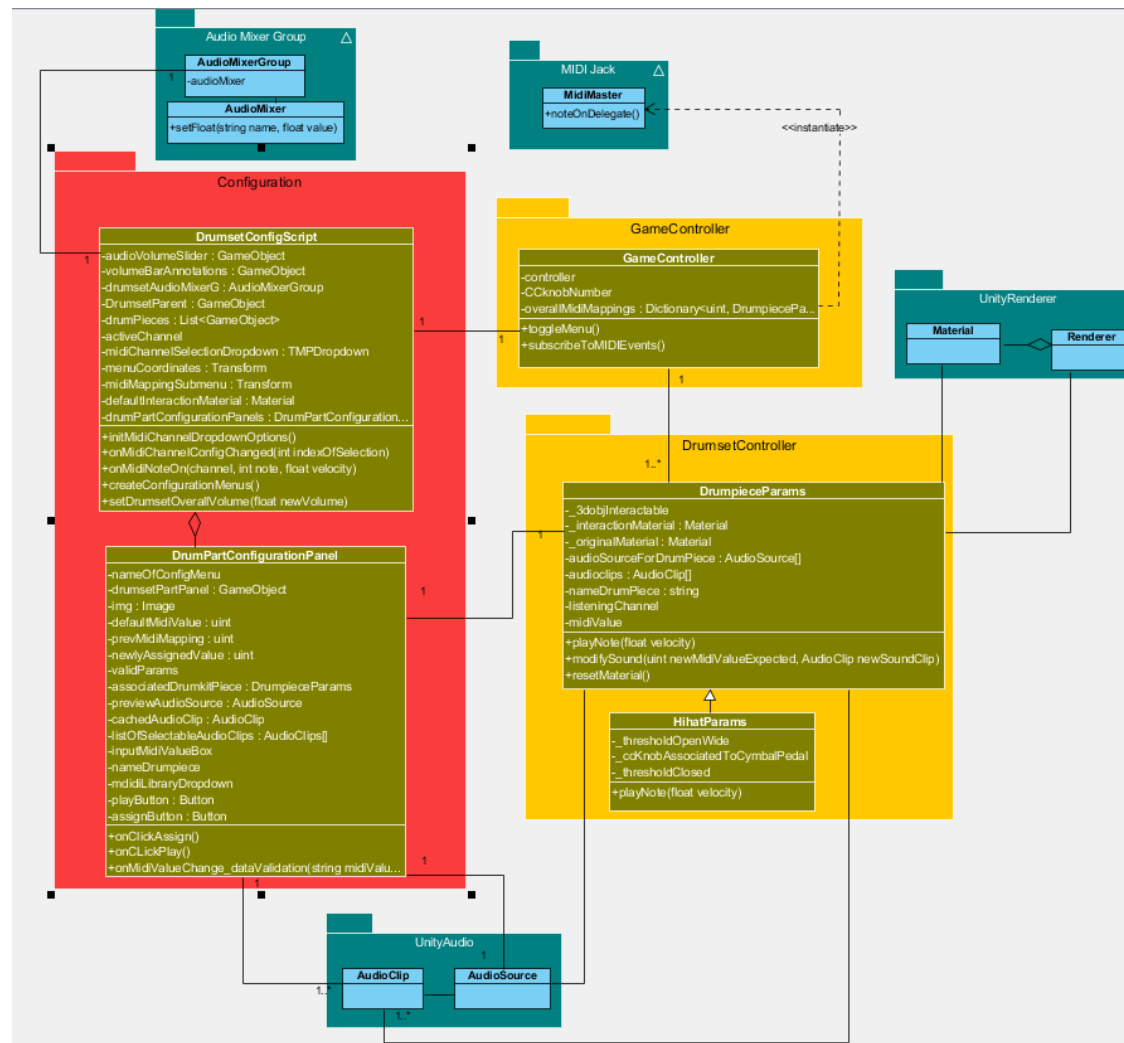 Audio Mixer Group
AudioMixerGroup
-audioMixer
1
AudioMixer
+setFloat(string name, float value)
MIDI Jack
MidiMaster
+noteOnDelegate()
<<instantiate>>
Configuration
DrumsetConfigScript
-audioVolumeSlider : GameObject
-volumeBarAnnotations : GameObject
-drumsetAudioMixerG : AudioMixerGroup
-DrumsetParent : GameObject
-drumPieces : List<GameObject>
-activeChannel
-midiChannelSelectionDropdown : TMPDropdown
-menuCoordinates : Transform
-midiMappingSubmenu : Transform
-defaultInteractionMaterial : Material
-drumPartConfigurationPanels : DrumPartConfiguration...
+initMidiChannelDropdownOptions()
+onMidiChannelConfigChanged(int indexOfSelection)
+onMidiNoteOn(channel, int note, float velocity)
+createConfigurationMenus()
+setDrumsetOverallVolume(float newVolume)
1
1
1
GameController
GameController
-controller
-CCknobNumber
-overallMidiMappings : Dictionary<uint, DrumpiecePa...
+toggleMenu()
+subscribeToMIDIEvents()
1
1..*
UnityRenderer
Material
Renderer
DrumPartConfigurationPanel
-nameOfConfigMenu
-drumsetPartPanel : GameObject
-img : Image
-defaultMidiValue : uint
-prevMidiMapping : uint
-newlyAssignedValue : uint
-validParams
-associatedDrumkitPiece : DrumpieceParams
-previewAudioSource : AudioSource
-cachedAudioClip : AudioClip
-listOfSelectableAudioClips : AudioClips[]
-inputMidiValueBox
-nameDrumpiece
-mdidiLibraryDropdown
-playButton : Button
-assignButton : Button
+onClickAssign()
+onCLickPlay()
+onMidiValueChange_dataValidation(string midiValu...
1
1
1
1
DrumsetController
DrumpieceParams
-_3dobjInteractable
-_interactionMaterial : Material
-_originalMaterial : Material
-audioSourceForDrumPiece : AudioSource[]
-audioclips : AudioClip[]
-nameDrumPiece : string
-listeningChannel
-midiValue
+playNote(float velocity)
+modifySound(uint newMidiValueExpected, AudioClip newSoundClip)
+resetMaterial()
HihatParams
-_thresholdOpenWide
-_ccKnobAssociatedToCymbalPedal
-_thresholdClosed
+playNote(float velocity)
UnityAudio
1
AudioClip
AudioSource
1..*
1..*